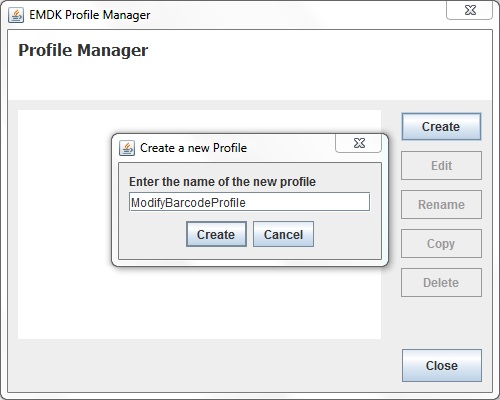 EMDK Profile Manager
Profile Manager
Create
Create a new Profile
Enter the name of the new profile
ModifyBarcodeProfile
Create Cancel
Edit
Rename
Copy
Delete
Close